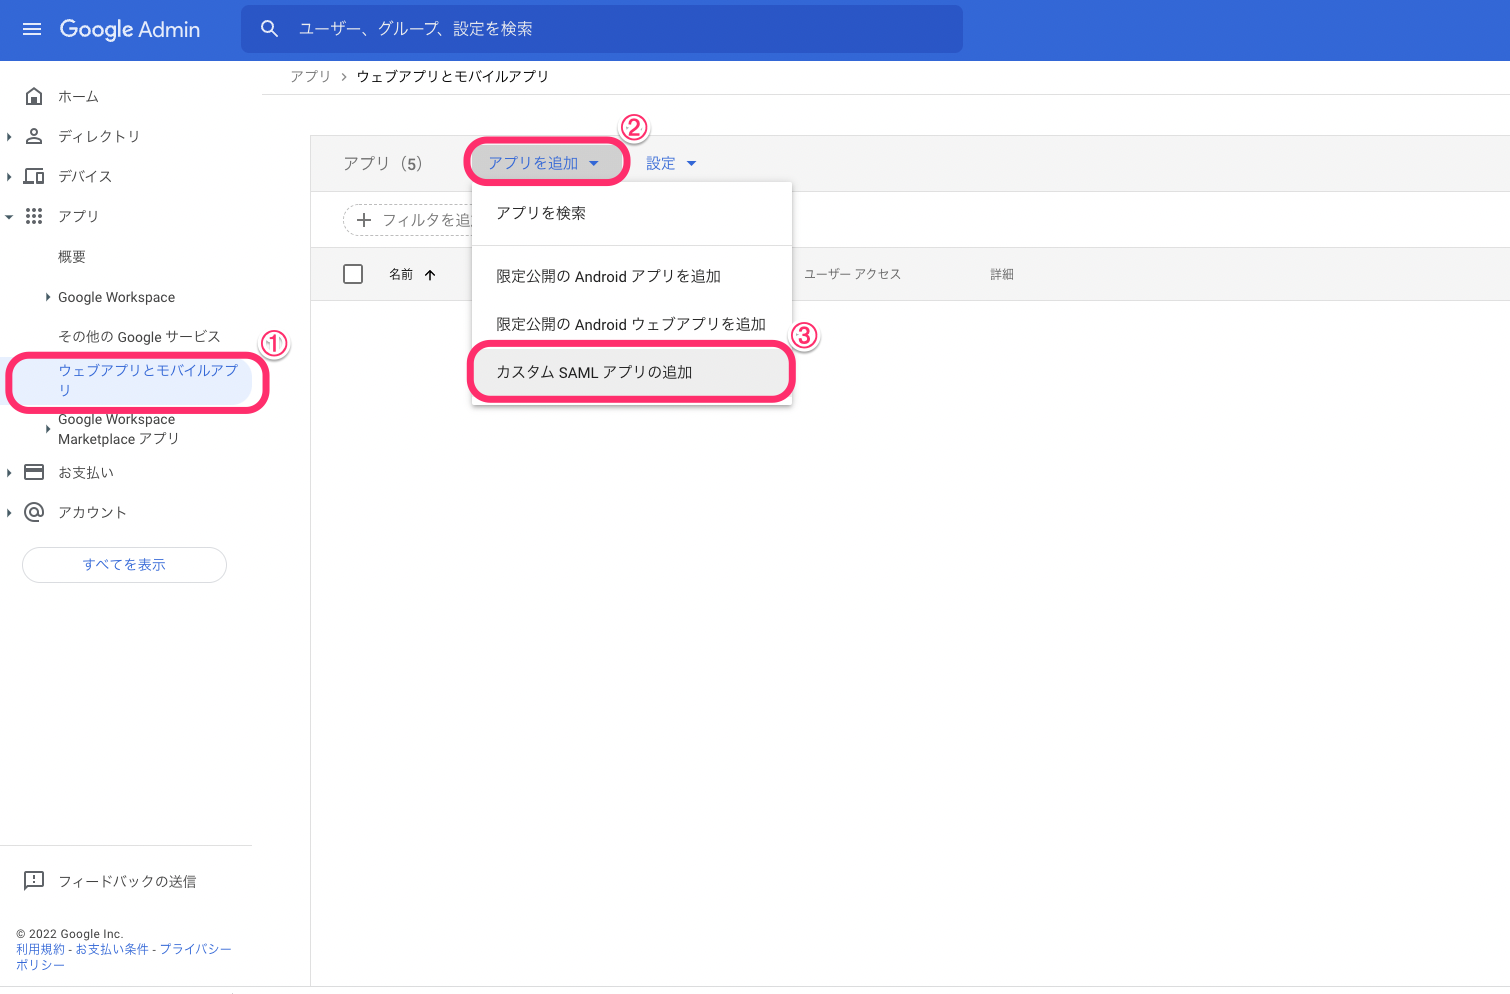 Google Admin
ユーザー、グループ、設定を検索
アプリ > ウェブアプリとモバイルアプリ
ホーム
ディレクトリ
デバイス
アプリ
概要
Google Workspace
その他の Google サービス
①
ウェブアプリとモバイルアプ
リ
Google Workspace
Marketplace アプリ
お支払い
アカウント
すべてを表示
フィードバックの送信
© 2022 Google Inc.
利用規約 - お支払い条件 - プライバシー
ポリシー
②
アプリ（5） アプリを追加 設定
フィルタを追
名前 ユーザー アクセス 詳細
アプリを検索
限定公開の Android アプリを追加
限定公開の Android ウェブアプリを追加
③
カスタム SAML アプリの追加